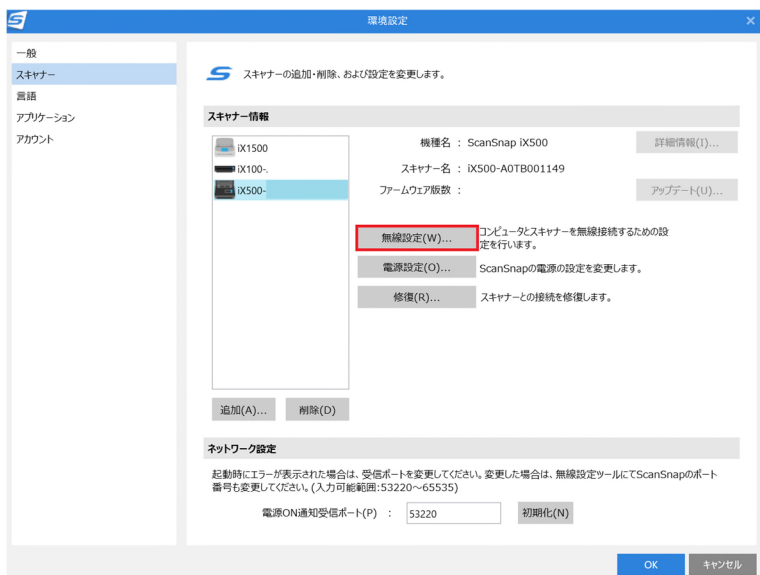 環境設定
一般
スキャナー
言語
アプリケーション
アカウント
スキャナーの追加・削除、および設定を変更します。
スキャナー情報
iX1500
iX100-.
iX500-
機種名 : ScanSnap iX500
詳細情報(I)...
スキャナー名 : iX500-A0TB001149
ファームウェア版数 :
アップデート(U)...
無線設定(W)...
コンピュータとスキャナーを無線接続するための設
定を行います。
電源設定(O)...
ScanSnapの電源の設定を変更します。
修復(R)...
スキャナーとの接続を修復します。
追加(A)...
削除(D)
ネットワーク設定
起動時にエラーが表示された場合は、受信ポートを変更してください。変更した場合は、無線設定ツールにてScanSnapのポート
番号も変更してください。(入力可能範囲:53220～65535)
電源ON通知受信ポート(P) : 53220
初期化(N)
OK
キャンセル